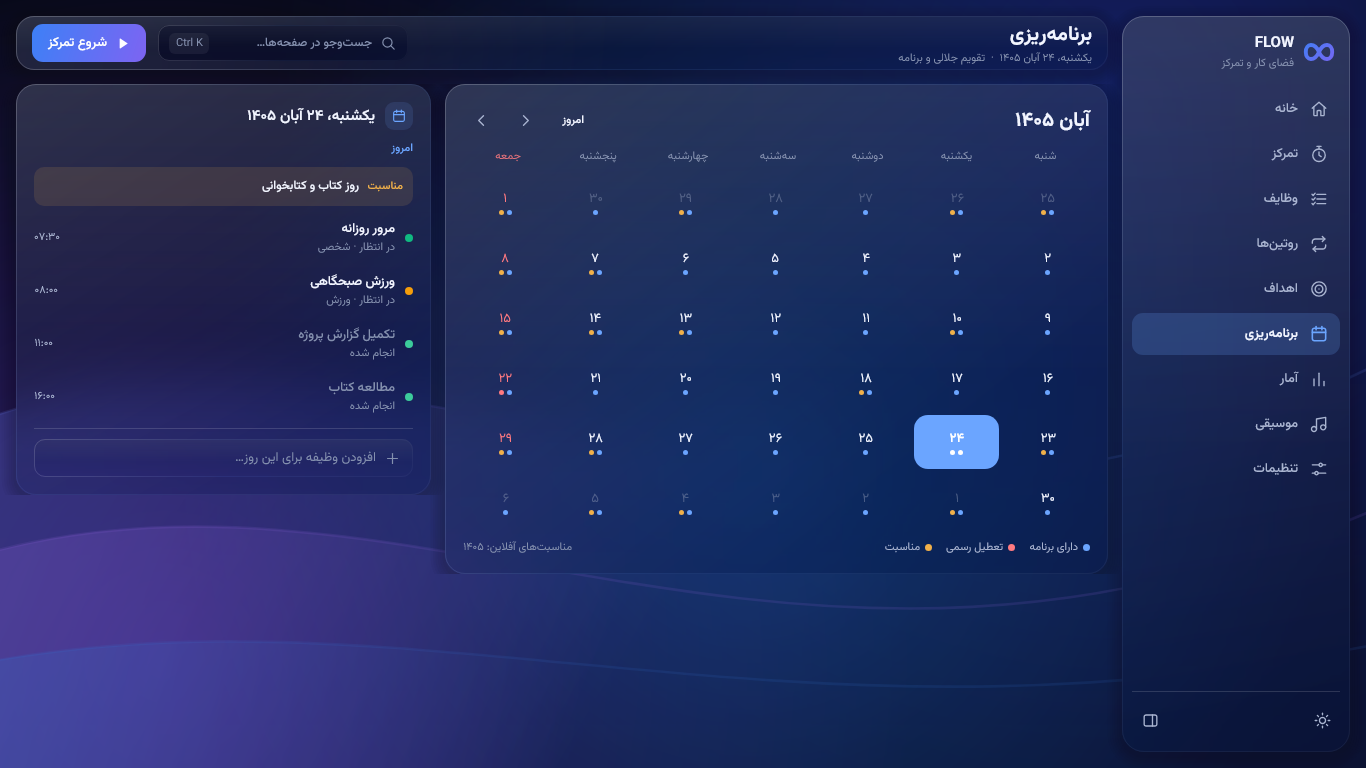 FLOW
فضای کار و تمرکز
خانه
تمرکز
وظایف
روتین‌ها
اهداف
برنامه‌ریزی
آمار
موسیقی
تنظیمات
برنامه‌ریزی
یکشنبه، ۲۴ آبان ۱۴۰۵ · تقویم جلالی و برنامه
جست‌وجو در صفحه‌ها...
Ctrl K
شروع تمرکز
آبان ۱۴۰۵
امروز
شنبه یکشنبه دوشنبه سه‌شنبه چهارشنبه پنجشنبه جمعه
۲۵ ۲۶ ۲۷ ۲۸ ۲۹ ۳۰ ۱
۲ ۳ ۴ ۵ ۶ ۷ ۸
۹ ۱۰ ۱۱ ۱۲ ۱۳ ۱۴ ۱۵
۱۶ ۱۷ ۱۸ ۱۹ ۲۰ ۲۱ ۲۲
۲۳ ۲۴ ۲۵ ۲۶ ۲۷ ۲۸ ۲۹
۳۰ ۱ ۲ ۳ ۴ ۵ ۶
دارای برنامه تعطیل رسمی مناسبت
مناسبت‌های آفلاین: ۱۴۰۵
یکشنبه، ۲۴ آبان ۱۴۰۵
امروز
مناسبت روز کتاب و کتابخوانی
مرور روزانه
در انتظار · شخصی
۰۷:۳۰
ورزش صبحگاهی
در انتظار · ورزش
۰۸:۰۰
تکمیل گزارش پروژه
انجام شده
۱۱:۰۰
مطالعه کتاب
انجام شده
۱۶:۰۰
افزودن وظیفه برای این روز...